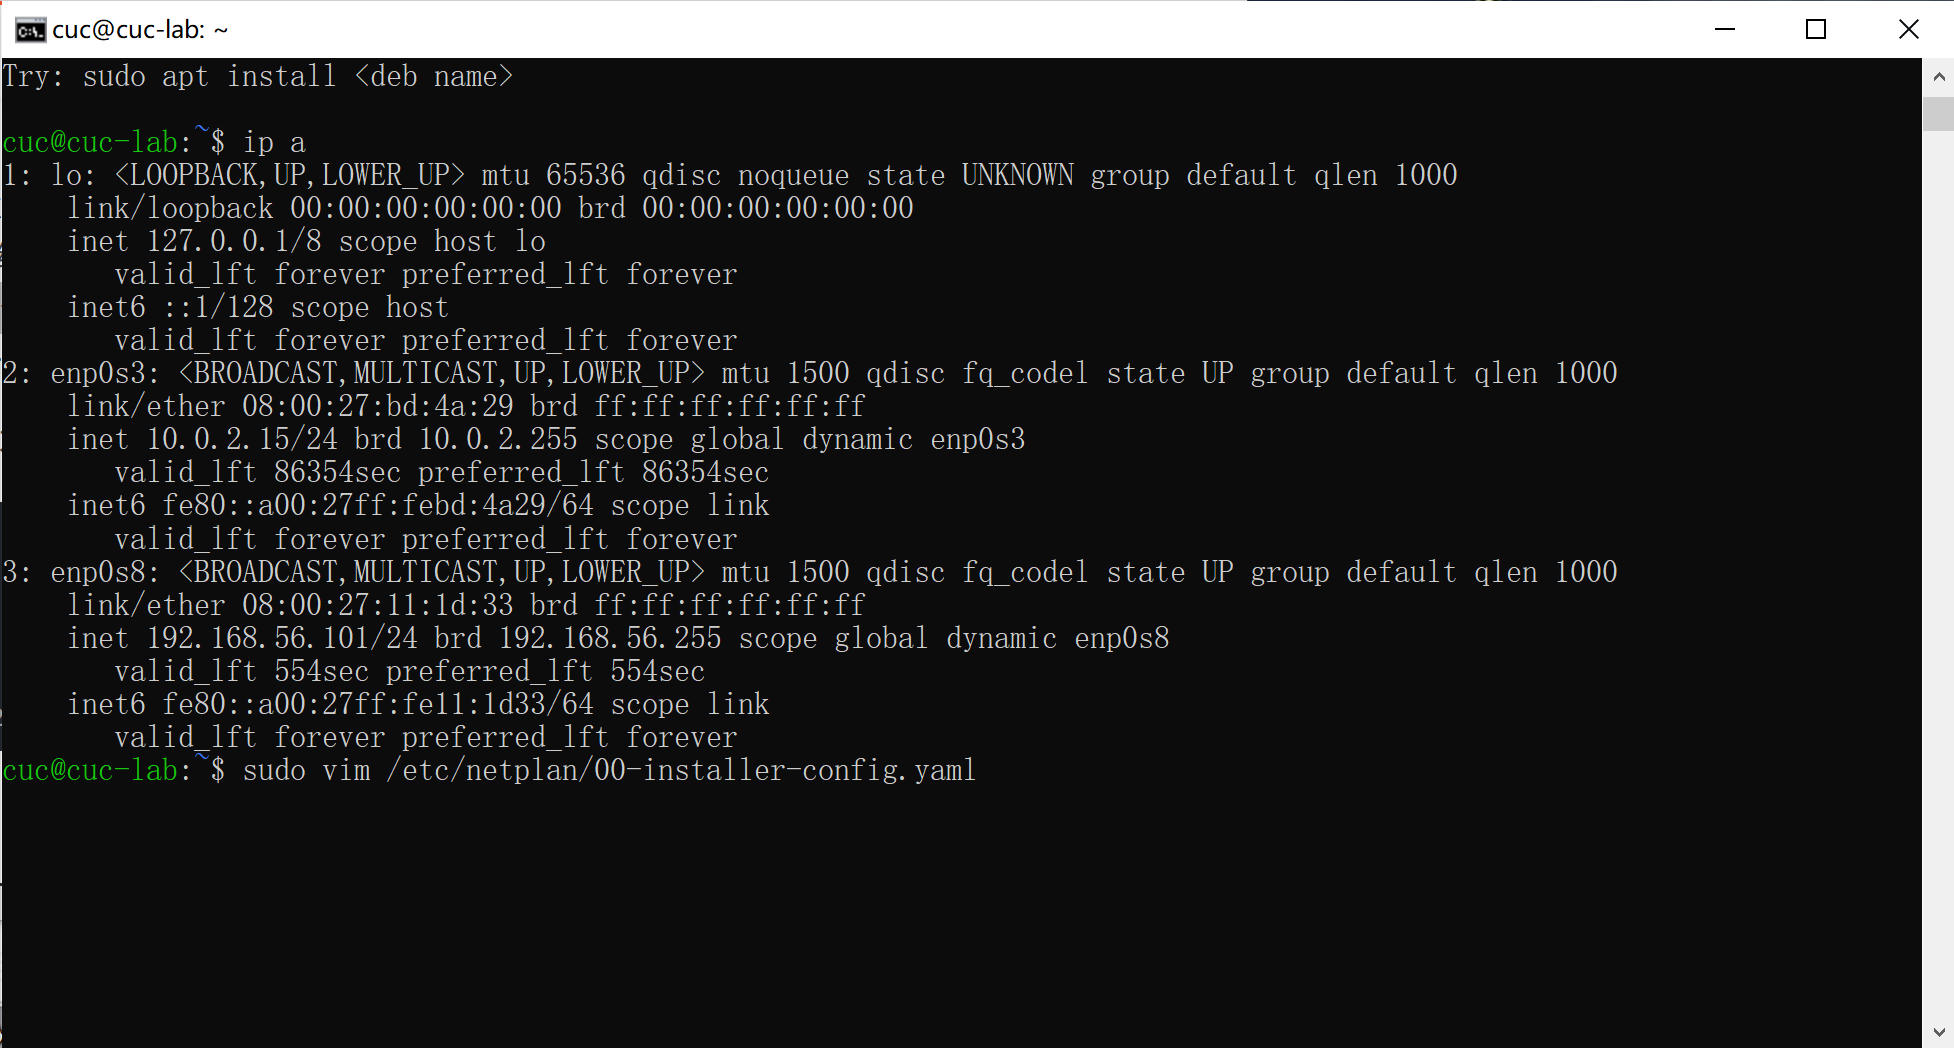 cuc@cuc-lab: ~
Try: sudo apt install <deb name>
cuc@cuc-lab:~$ ip a
1: lo: <LOOPBACK,UP,LOWER_UP> mtu 65536 qdisc noqueue state UNKNOWN group default qlen 1000
link/loopback 00:00:00:00:00:00 brd 00:00:00:00:00:00
inet 127.0.0.1/8 scope host lo
valid_lft forever preferred_lft forever
inet6 ::1/128 scope host
valid_lft forever preferred_lft forever
2: enp0s3: <BROADCAST,MULTICAST,UP,LOWER_UP> mtu 1500 qdisc fq_codel state UP group default qlen 1000
link/ether 08:00:27:bd:4a:29 brd ff:ff:ff:ff:ff:ff
inet 10.0.2.15/24 brd 10.0.2.255 scope global dynamic enp0s3
valid_lft 86354sec preferred_lft 86354sec
inet6 fe80::a00:27ff:febd:4a29/64 scope link
valid_lft forever preferred_lft forever
3: enp0s8: <BROADCAST,MULTICAST,UP,LOWER_UP> mtu 1500 qdisc fq_codel state UP group default qlen 1000
link/ether 08:00:27:11:1d:33 brd ff:ff:ff:ff:ff:ff
inet 192.168.56.101/24 brd 192.168.56.255 scope global dynamic enp0s8
valid_lft 554sec preferred_lft 554sec
inet6 fe80::a00:27ff:fe11:1d33/64 scope link
valid_lft forever preferred_lft forever
cuc@cuc-lab:~$ sudo vim /etc/netplan/00-installer-config.yaml